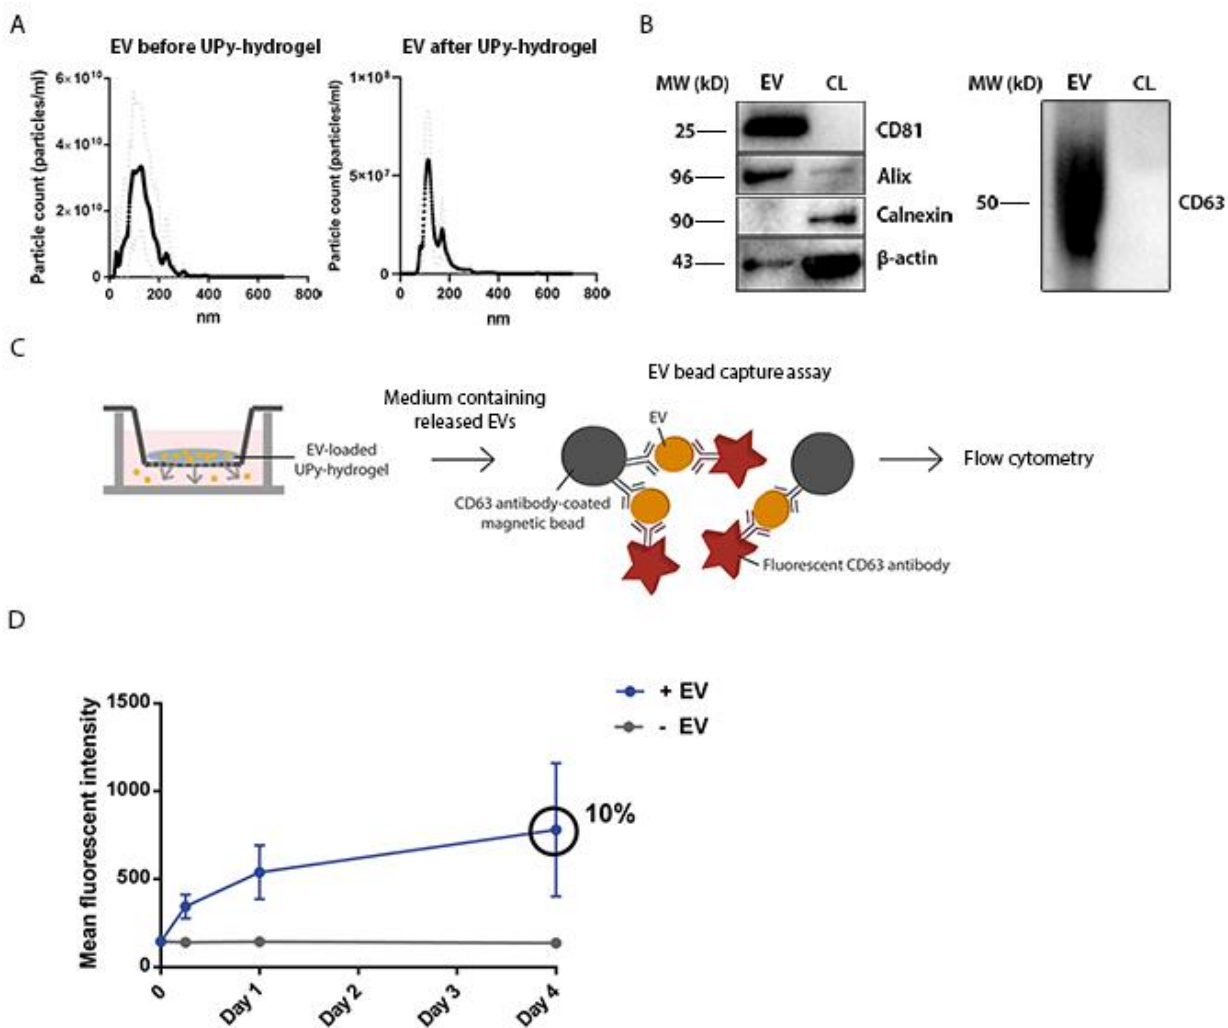 A
EV before UPy-hydrogel
Particle count (particles/ml)
6×10¹⁰
4×10¹⁰
2×10¹⁰
0
0 200 400 600 800
nm
EV after UPy-hydrogel
Particle count (particles/ml)
1×10⁸
5×10⁷
0
0 200 400 600 800
nm
B
MW (kD) EV CL
25 CD81
96 Alix
90 Calnexin
43 β-actin
MW (kD) EV CL
50 CD63
C
EV-loaded
UPy-hydrogel
Medium containing
released EVs
EV bead capture assay
EV
CD63 antibody-coated
magnetic bead
Fluorescent CD63 antibody
Flow cytometry
D
Mean fluorescent intensity
1500
1000
500
0
0 Day 1 Day 2 Day 3 Day 4
10%
+ EV
- EV